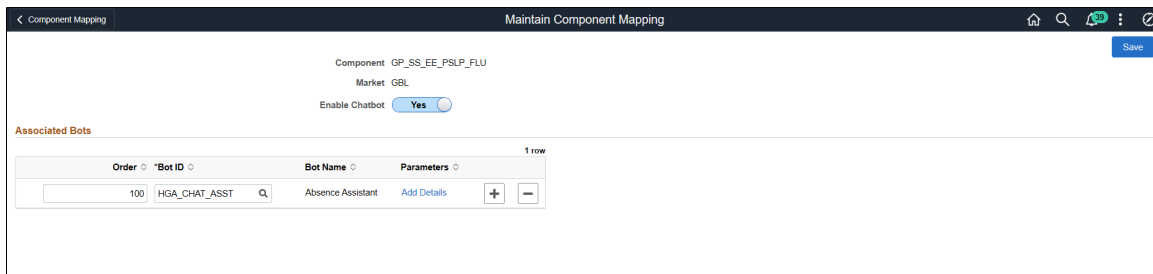 Component Mapping
Maintain Component Mapping
39
Save
Component GP_SS_EE_PSLP_FLU
Market GBL
Enable Chatbot Yes
Associated Bots
1 row
Order *Bot ID Bot Name Parameters
100 HGA_CHAT_ASST Absence Assistant Add Details